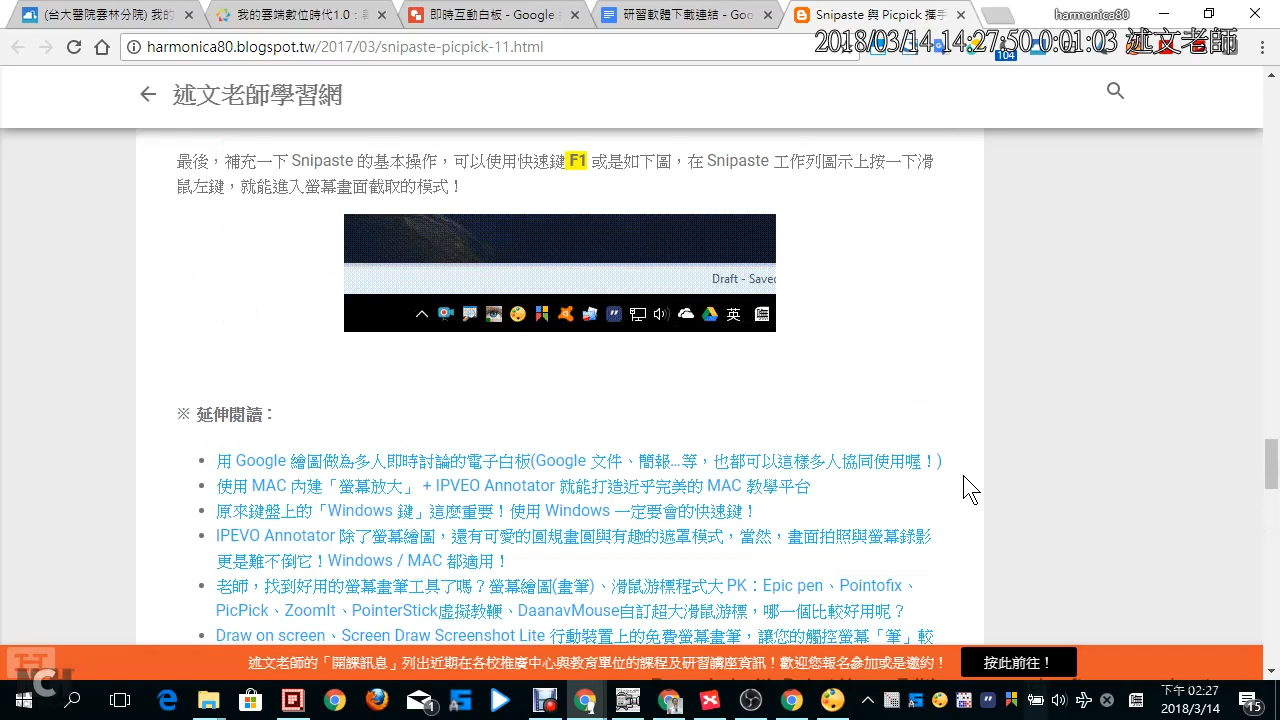 (台大醫院雲林分院) 我的
我的雲端數位時代1.0：
即時互動白板 - Google
研習軟體下載連結 - Goo
Snipaste 與 Picpick 攜手
harmonica80
harmonica80.blogspot.tw/2017/03/snipaste-picpick-11.html
2018/03/14 14:27:50 0:01:03 述文老師
104
述文老師學習網
最後，補充一下 Snipaste 的基本操作，可以使用快速鍵 F1 或是如下圖，在 Snipaste 工作列圖示上按一下滑
鼠左鍵，就能進入螢幕畫面截取的模式！
Draft - Saved
英
※ 延伸閱讀：
用 Google 繪圖做為多人即時討論的電子白板(Google 文件、簡報...等，也都可以這樣多人協同使用喔！)
使用 MAC 內建「螢幕放大」 + IPVEO Annotator 就能打造近乎完美的 MAC 教學平台
原來鍵盤上的「Windows 鍵」這麼重要！使用 Windows 一定要會的快速鍵！
IPEVO Annotator 除了螢幕繪圖，還有可愛的圓規畫圓與有趣的遮罩模式，當然，畫面拍照與螢幕錄影
更是難不倒它！Windows / MAC 都適用！
老師，找到好用的螢幕畫筆工具了嗎？螢幕繪圖(畫筆)、滑鼠游標程式大 PK：Epic pen、Pointofix、
PicPick、ZoomIt、PointerStick虛擬教鞭、DaanavMouse自訂超大滑鼠游標，哪一個比較好用呢？
Draw on screen、Screen Draw Screenshot Lite 行動裝置上的免費螢幕畫筆，讓您的觸控螢幕「筆」較
述文老師的「開課訊息」列出近期在各校推廣中心與教育單位的課程及研習講座資訊！歡迎您報名參加或是邀約！
按此前往！
下午 02:27
2018/3/14
15